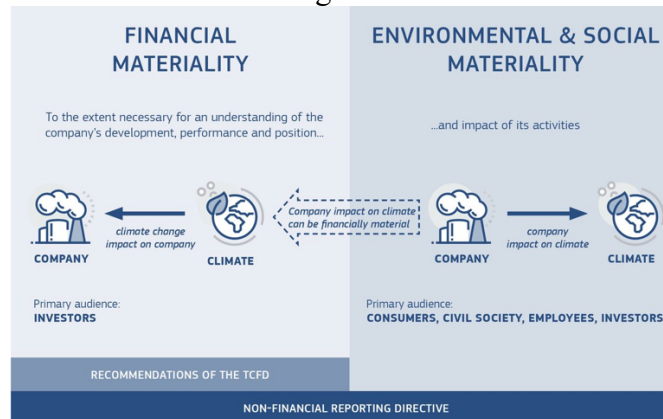 FINANCIAL
MATERIALITY
To the extent necessary for an understanding of the
company's development, performance and position...
climate change
impact on company
COMPANY
CLIMATE
Primary audience:
INVESTORS
RECOMMENDATIONS OF THE TCFD
Company impact on climate
can be financially material
ENVIRONMENTAL & SOCIAL
MATERIALITY
...and impact of its activities
company
impact on climate
COMPANY
CLIMATE
Primary audience:
CONSUMERS, CIVIL SOCIETY, EMPLOYEES, INVESTORS
NON-FINANCIAL REPORTING DIRECTIVE